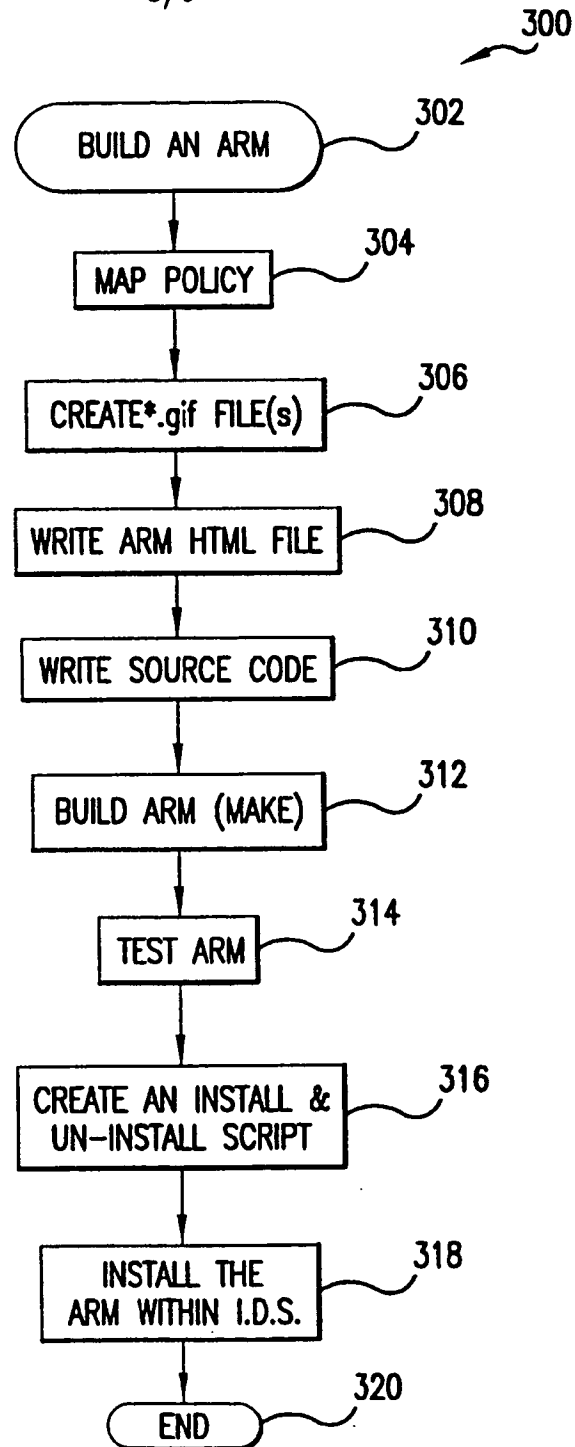 300
BUILD AN ARM
302
MAP POLICY
304
CREATE*.gif FILE(s)
306
WRITE ARM HTML FILE
308
WRITE SOURCE CODE
310
BUILD ARM (MAKE)
312
TEST ARM
314
CREATE AN INSTALL &
UN-INSTALL SCRIPT
316
INSTALL THE
ARM WITHIN I.D.S.
318
END
320